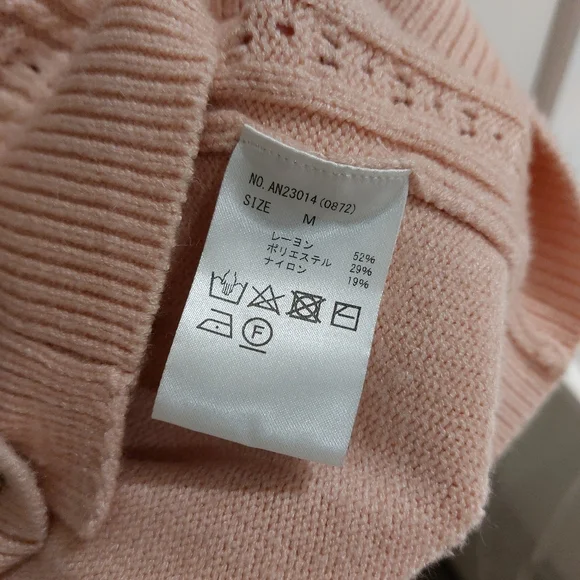 NO. AN23014(0872)
SIZE M
レーヨン 52%
ポリエステル 29%
ナイロン 19%
F